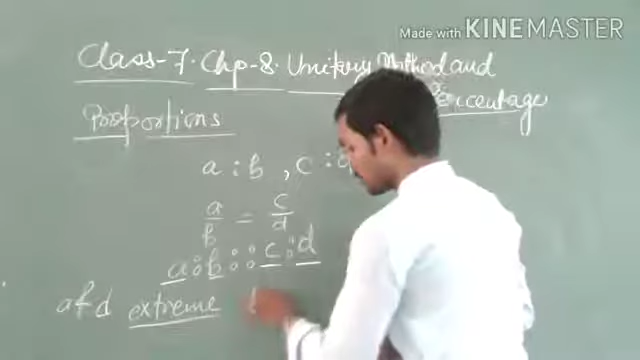 Made with KINEMASTER
Class-7. Chp-8. Unitary Method and
Percentage
Proportions
a : b , c : d
a/b = c/d
a : b :: c : d
a & d extreme